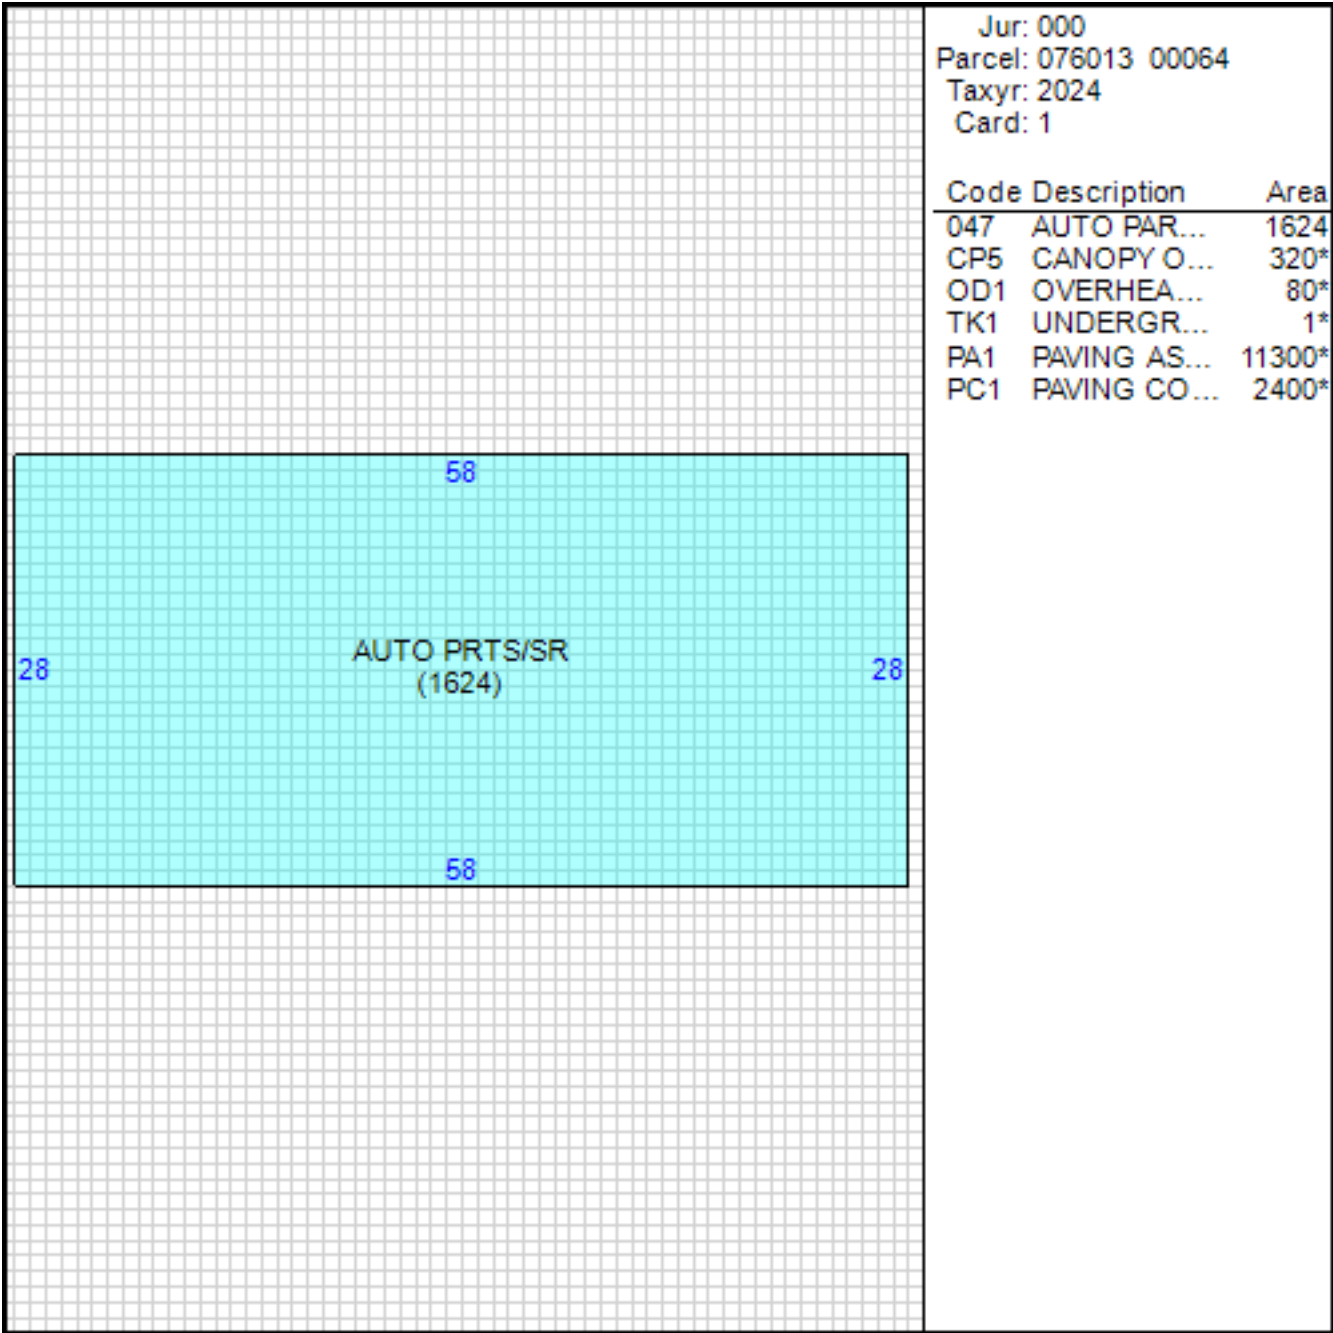 Jur: 000
Parcel: 076013 00064
Taxyr: 2024
Card: 1
Code Description Area
047 AUTO PAR... 1624
CP5 CANOPY O... 320*
OD1 OVERHEA... 80*
TK1 UNDERGR... 1*
PA1 PAVING AS... 11300*
PC1 PAVING CO... 2400*
58
AUTO PRTS/SR
28 28
(1624)
58